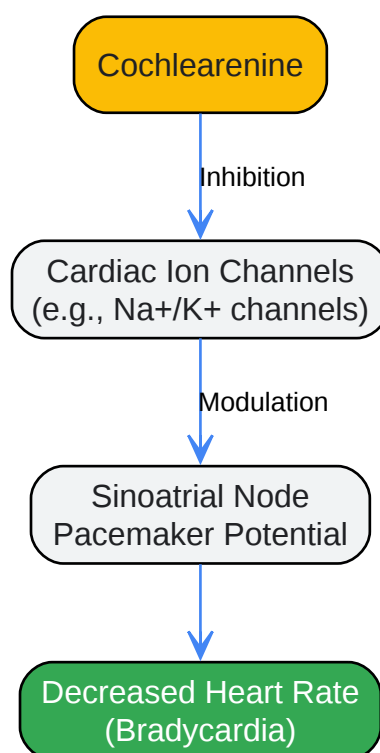 Cochlearenine
Inhibition
Cardiac Ion Channels
(e.g., Na+/K+ channels)
Modulation
Sinoatrial Node
Pacemaker Potential
Decreased Heart Rate
(Bradycardia)